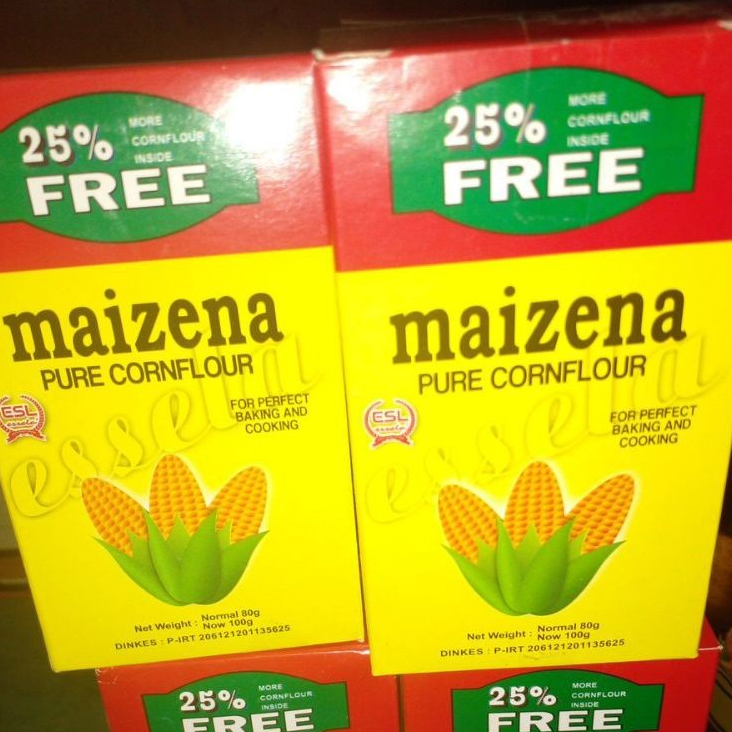 25% MORE
CORNFLOUR
INSIDE
FREE
maizena
PURE CORNFLOUR
ESL
essela
FOR PERFECT
BAKING AND
COOKING
essela
Net Weight : Normal 80g
Now 100g
DINKES : P-IRT 206121201135625
25% MORE
CORNFLOUR
INSIDE
FREE
maizena
PURE CORNFLOUR
ESL
essela
FOR PERFECT
BAKING AND
COOKING
essela
Net Weight : Normal 80g
Now 100g
DINKES : P-IRT 206121201135625
25% MORE
CORNFLOUR
INSIDE
FREE
25% MORE
CORNFLOUR
INSIDE
FREE